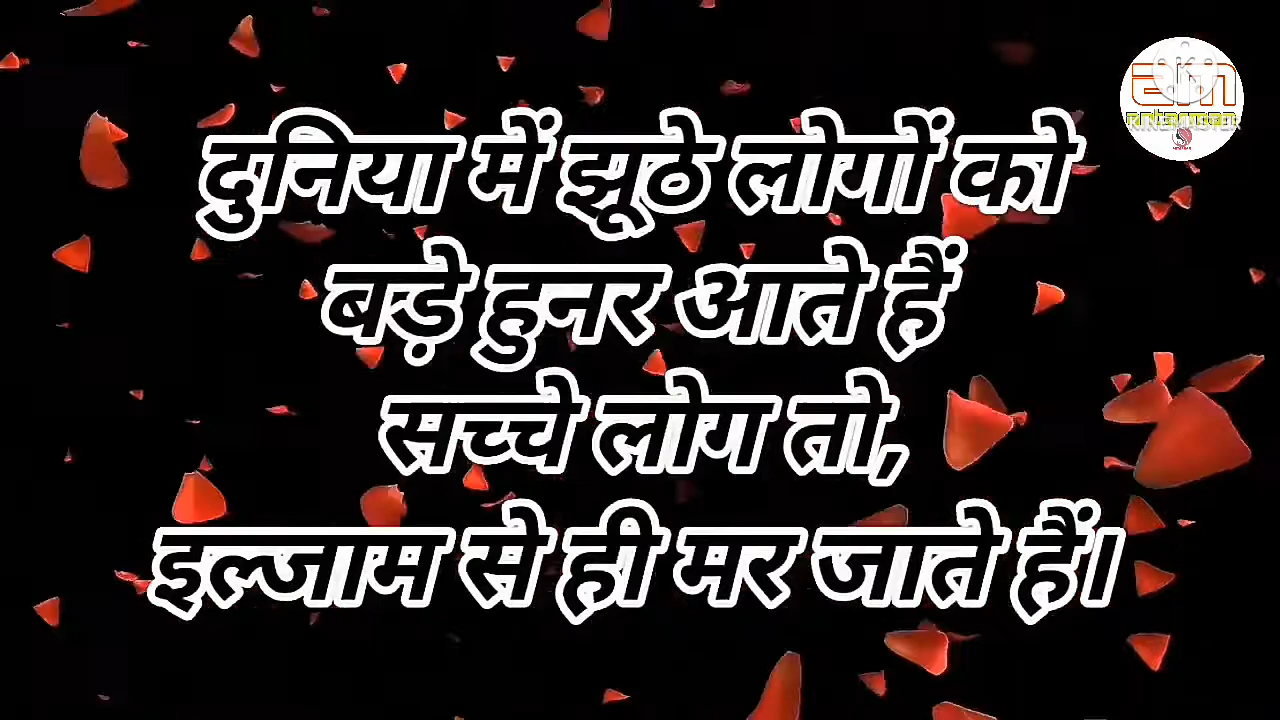 दुनिया में झूठे लोगों को
बड़े हुनर आते हैं
सच्चे लोग तो,
इल्जाम से ही मर जाते हैं।